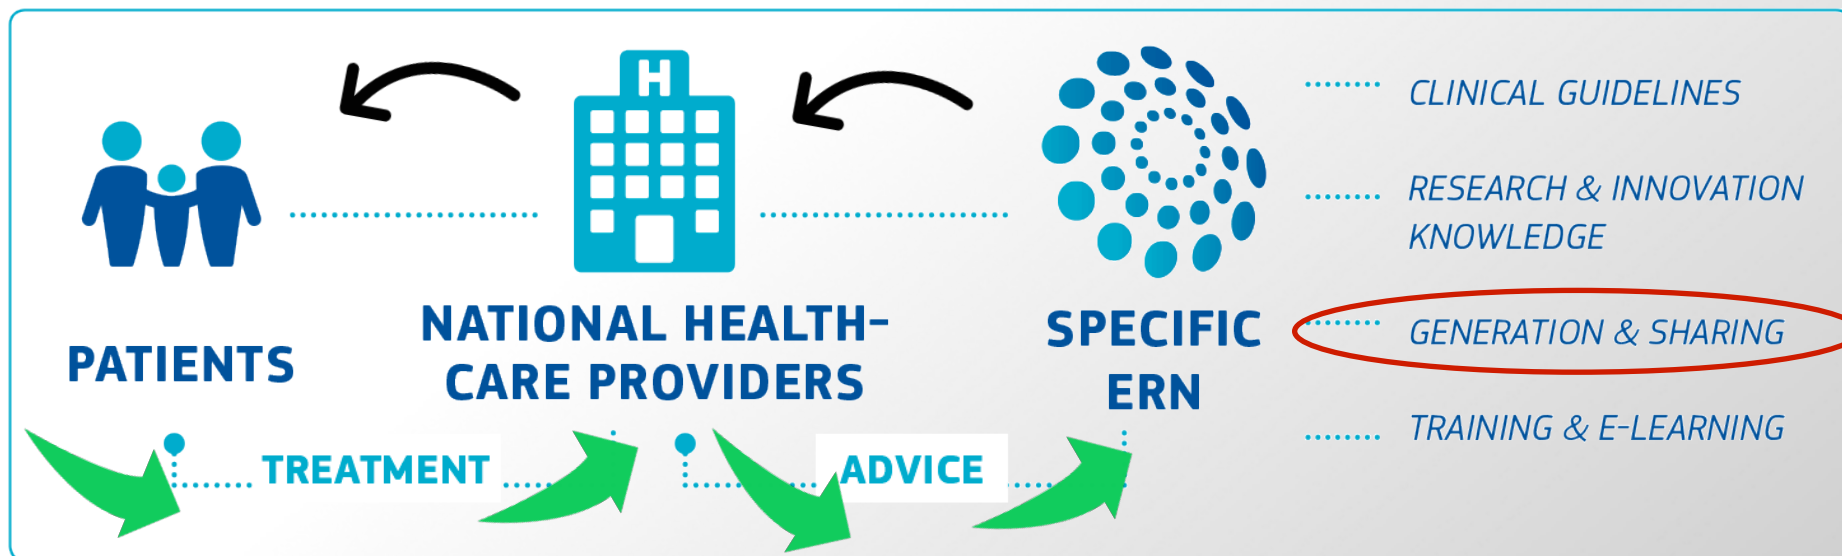 H
PATIENTS
NATIONAL HEALTH-
CARE PROVIDERS
SPECIFIC
ERN
TREATMENT
ADVICE
CLINICAL GUIDELINES
RESEARCH & INNOVATION
KNOWLEDGE
GENERATION & SHARING
TRAINING & E-LEARNING